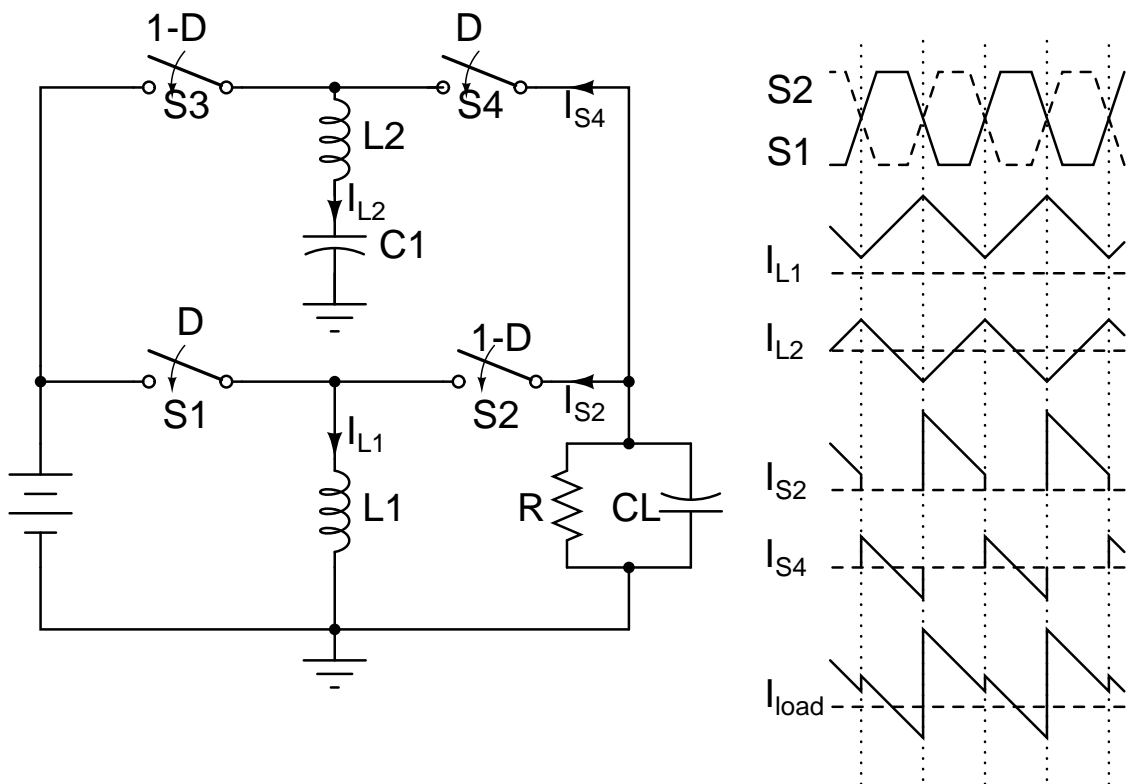 1-D
D
S3
S4
I_S4
L2
I_L2
C1
D
1-D
S1
S2
I_S2
I_L1
L1
R
CL
S2
S1
I_L1
I_L2
I_S2
I_S4
I_load